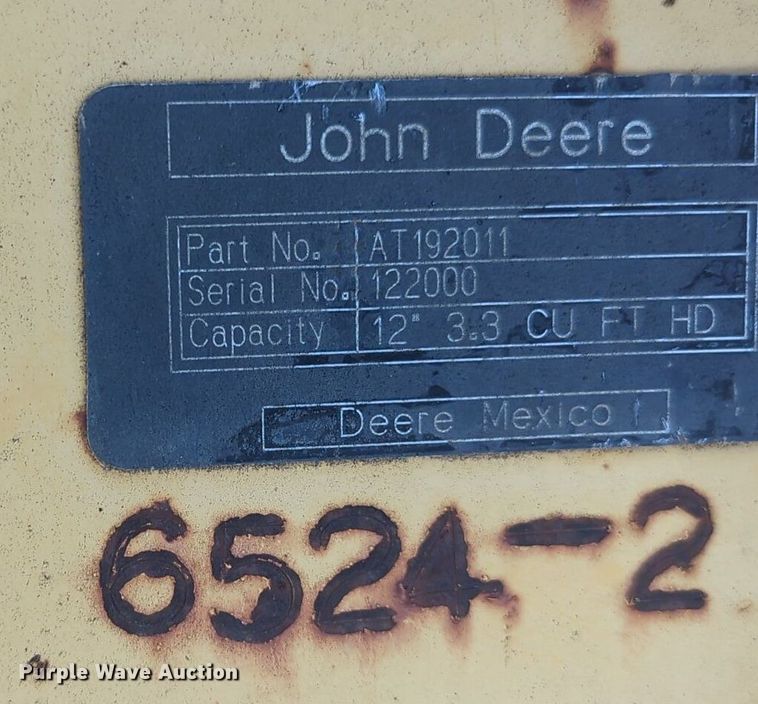 John Deere
Part No. AT192011
Serial No. 122000
Capacity 12" 3.3 CU FT HD
Deere Mexico
6524-2
Purple Wave Auction